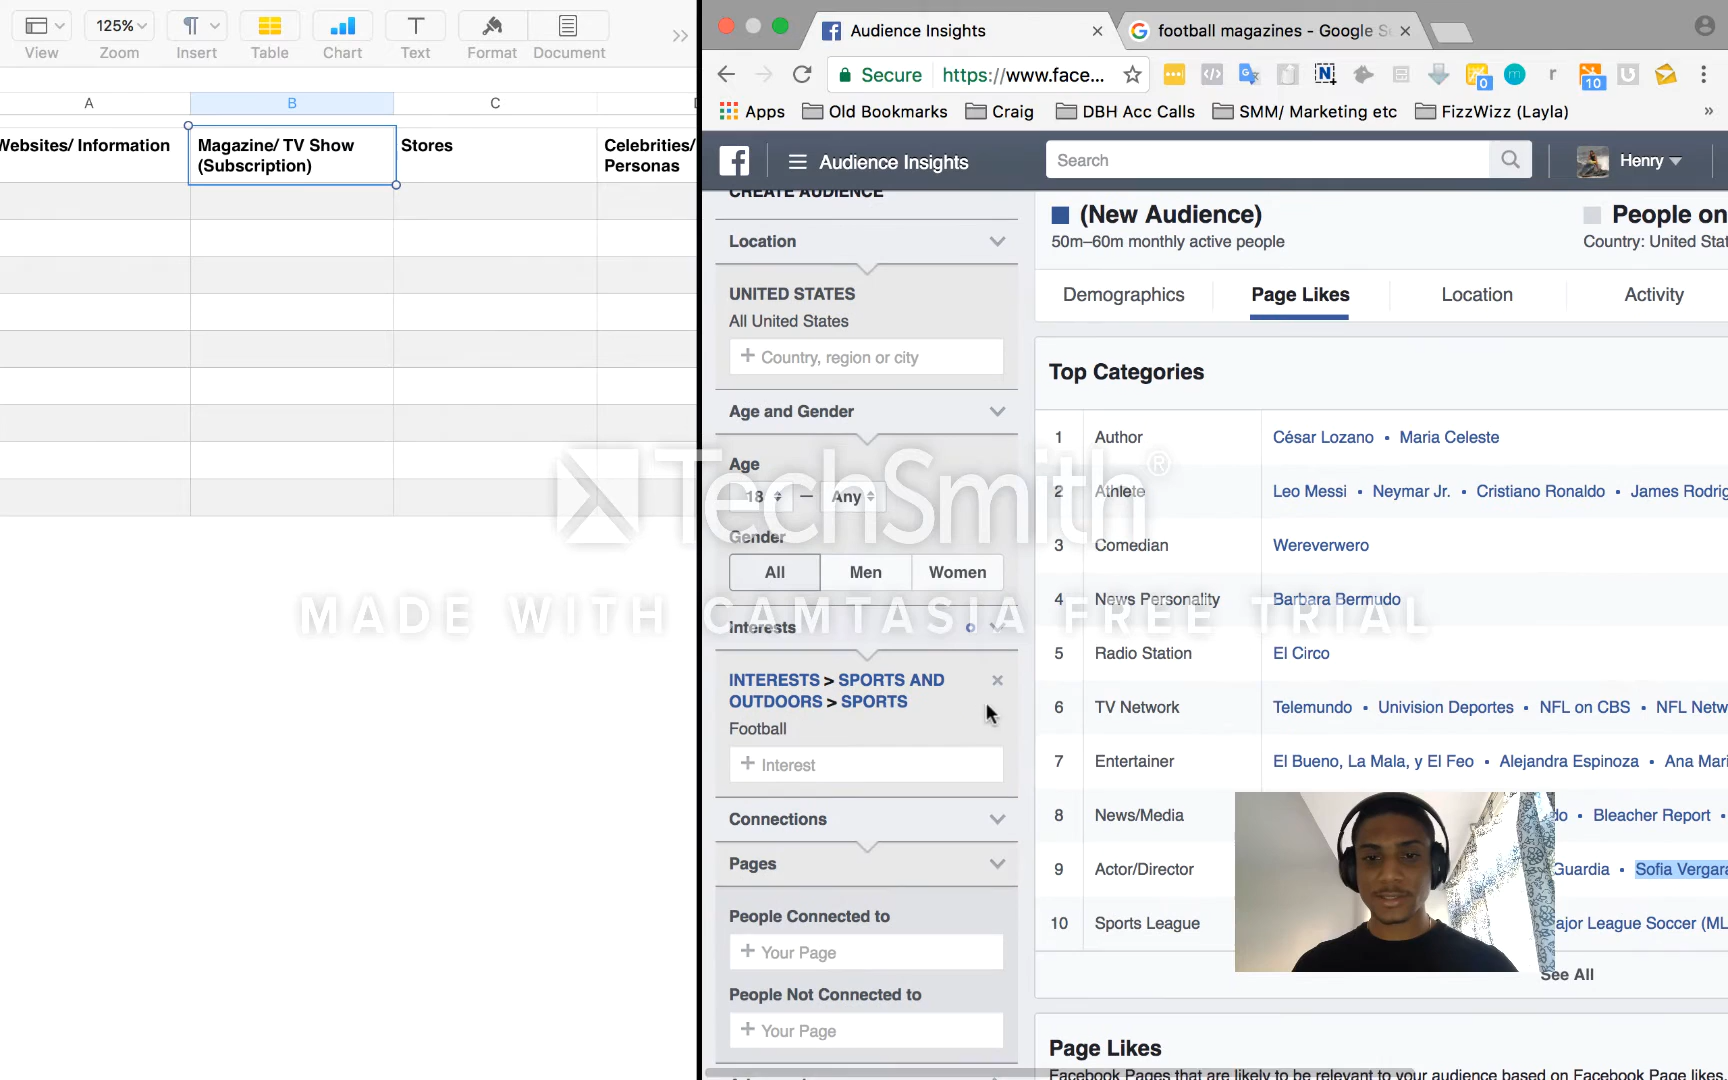 View
125%
Zoom
Insert
Table
Chart
Text
Format
Document
A
B
C
Websites/ Information
Magazine/ TV Show
(Subscription)
Stores
Celebrities/
Personas
Audience Insights
football magazines - Google Se
Secure
https://www.face...
0
m
r
10
Apps
Old Bookmarks
Craig
DBH Acc Calls
SMM/ Marketing etc
FizzWizz (Layla)
Audience Insights
Search
Henry
CREATE AUDIENCE
Location
UNITED STATES
All United States
+ Country, region or city
Age and Gender
Age
18 — Any
Gender
All
Men
Women
Interests
INTERESTS > SPORTS AND
OUTDOORS > SPORTS
Football
+ Interest
Connections
Pages
People Connected to
+ Your Page
People Not Connected to
+ Your Page
(New Audience)
50m–60m monthly active people
People on
Country: United Stat
Demographics
Page Likes
Location
Activity
Top Categories
1 Author César Lozano • Maria Celeste
2 Athlete Leo Messi • Neymar Jr. • Cristiano Ronaldo • James Rodrig
3 Comedian Wereverwero
4 News Personality Barbara Bermudo
5 Radio Station El Circo
6 TV Network Telemundo • Univision Deportes • NFL on CBS • NFL Netw
7 Entertainer El Bueno, La Mala, y El Feo • Alejandra Espinoza • Ana Mari
8 News/Media do • Bleacher Report •
9 Actor/Director Guardia • Sofia Vergara
10 Sports League ajor League Soccer (ML
See All
Page Likes
Facebook Pages that are likely to be relevant to your audience based on Facebook Page likes.
TechSmith®
MADE WITH CAMTASIA FREE TRIAL